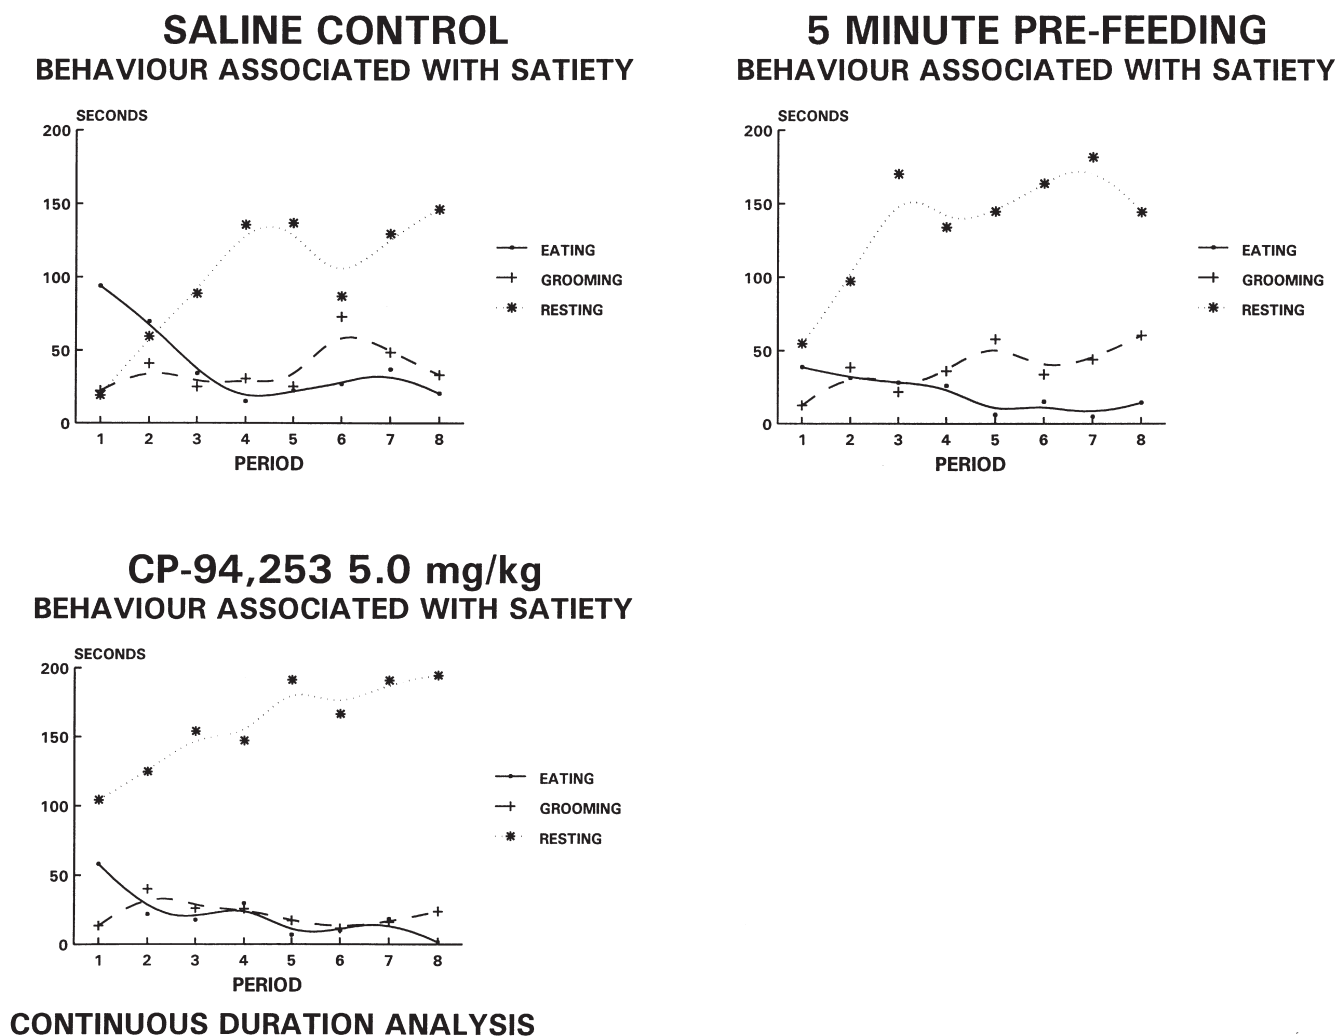 SALINE CONTROL
BEHAVIOUR ASSOCIATED WITH SATIETY
SECONDS
200
150
100
50
0
1 2 3 4 5 6 7 8
PERIOD
EATING
GROOMING
RESTING
5 MINUTE PRE-FEEDING
BEHAVIOUR ASSOCIATED WITH SATIETY
SECONDS
200
150
100
50
0
1 2 3 4 5 6 7 8
PERIOD
EATING
GROOMING
RESTING
CP-94,253 5.0 mg/kg
BEHAVIOUR ASSOCIATED WITH SATIETY
SECONDS
200
150
100
50
0
1 2 3 4 5 6 7 8
PERIOD
EATING
GROOMING
RESTING
CONTINUOUS DURATION ANALYSIS